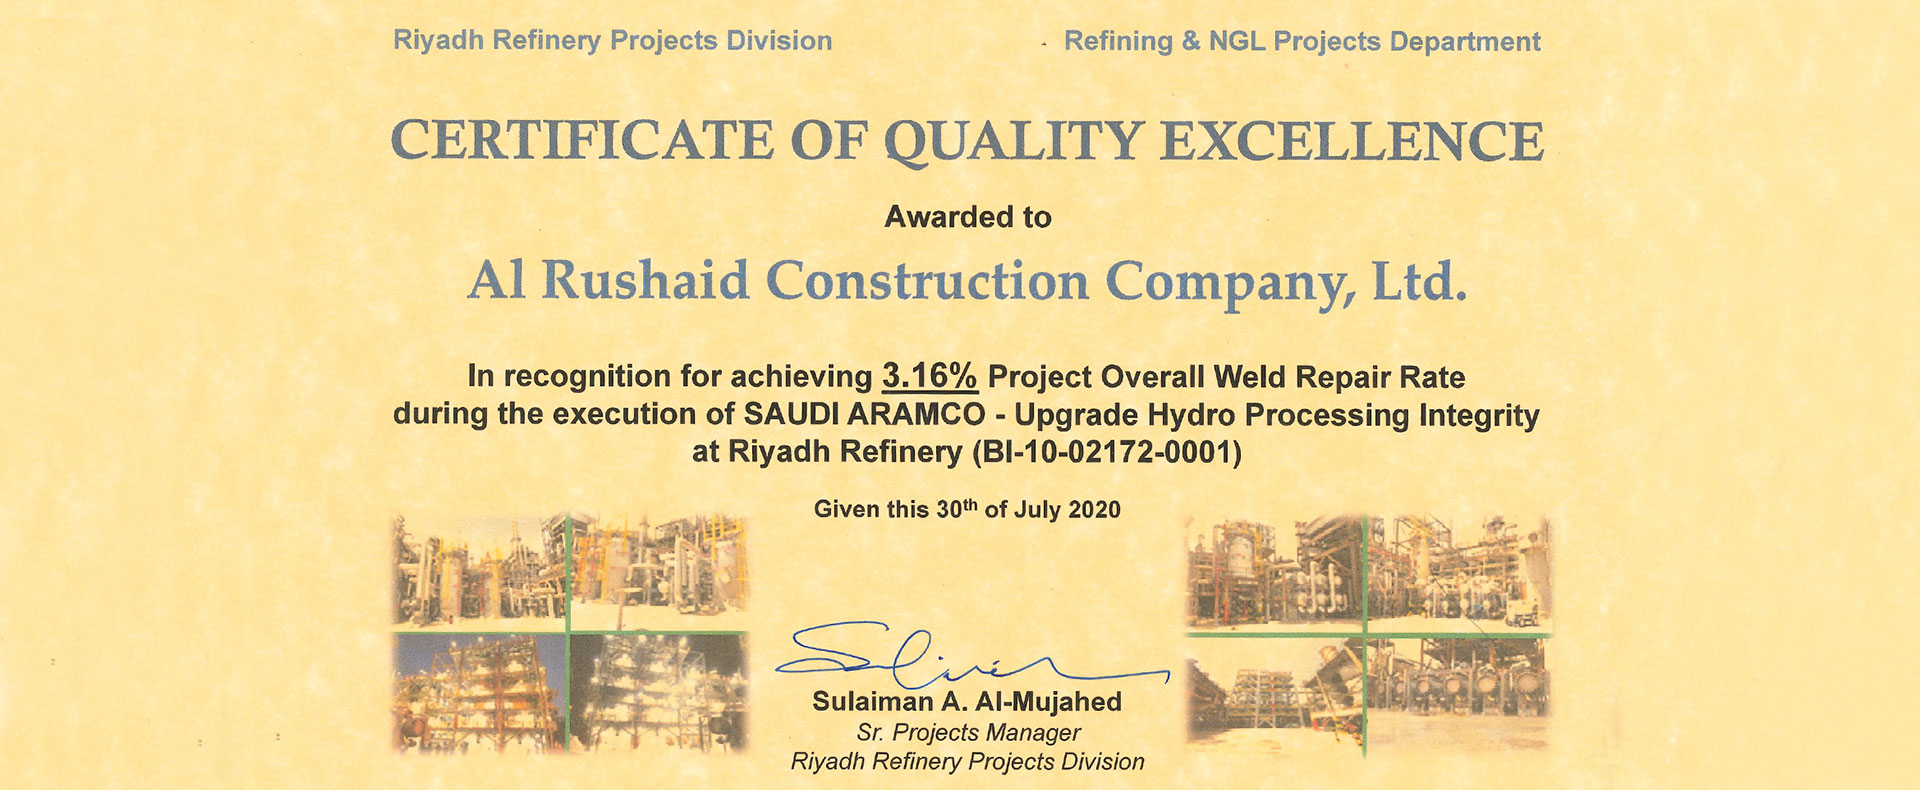 Riyadh Refinery Projects Division
Refining & NGL Projects Department
CERTIFICATE OF QUALITY EXCELLENCE
Awarded to
Al Rushaid Construction Company, Ltd.
In recognition for achieving 3.16% Project Overall Weld Repair Rate
during the execution of SAUDI ARAMCO - Upgrade Hydro Processing Integrity
at Riyadh Refinery (BI-10-02172-0001)
Given this 30th of July 2020
Sulaiman A. Al-Mujahed
Sr. Projects Manager
Riyadh Refinery Projects Division